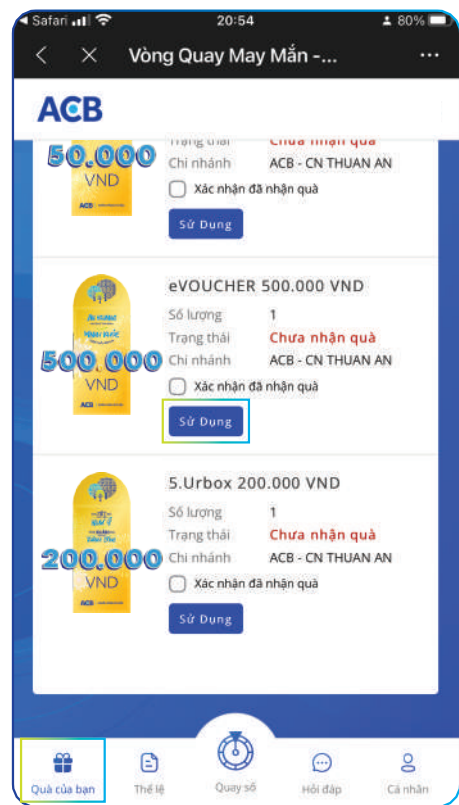 Safari 20:54 80%
Vòng Quay May Mắn -...
ACB
50.000
VND
ACB
Trạng thái Chưa nhận quà
Chi nhánh ACB - CN THUAN AN
Xác nhận đã nhận quà
Sử Dụng
eVOUCHER 500.000 VND
500.000
VND
ACB
Số lượng 1
Trạng thái Chưa nhận quà
Chi nhánh ACB - CN THUAN AN
Xác nhận đã nhận quà
Sử Dụng
5.Urbox 200.000 VND
200.000
VND
ACB
Số lượng 1
Trạng thái Chưa nhận quà
Chi nhánh ACB - CN THUAN AN
Xác nhận đã nhận quà
Sử Dụng
Quà của bạn Thể lệ Quay số Hỏi đáp Cá nhân